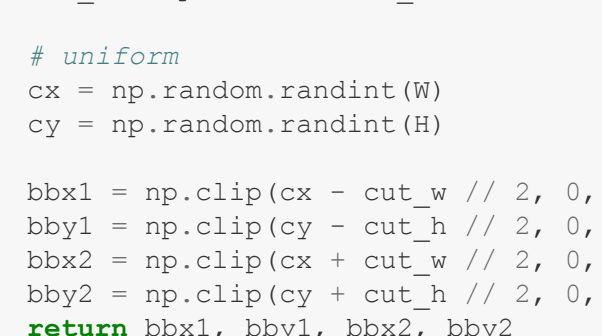 # uniform
cx = np.random.randint(W)
cy = np.random.randint(H)
bbx1 = np.clip(cx - cut_w // 2, 0,
bby1 = np.clip(cy - cut_h // 2, 0,
bbx2 = np.clip(cx + cut_w // 2, 0,
bby2 = np.clip(cy + cut_h // 2, 0,
return bbx1, bby1, bbx2, bby2